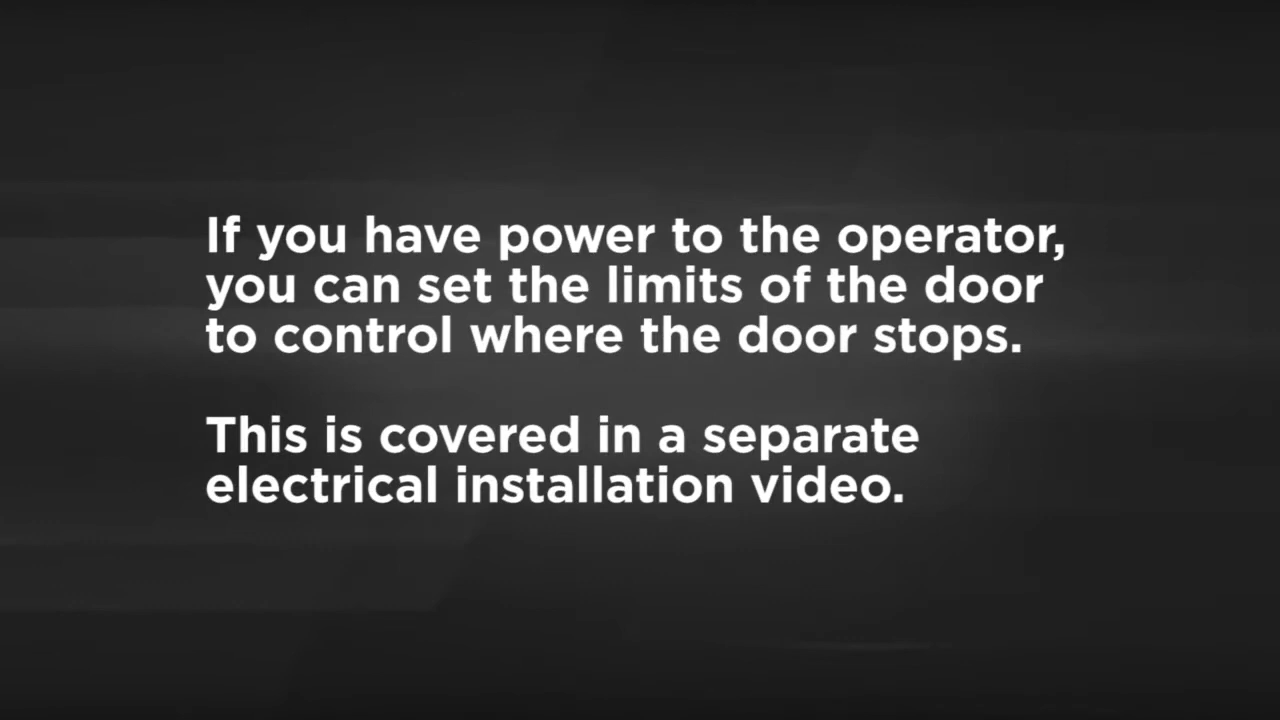 If you have power to the operator,
you can set the limits of the door
to control where the door stops.
This is covered in a separate
electrical installation video.